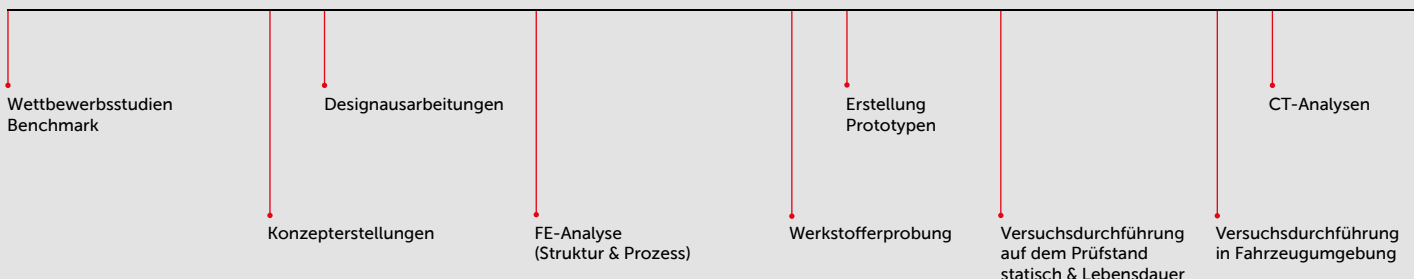 Wettbewerbsstudien
Benchmark
Konzepterstellungen
Designausarbeitungen
FE-Analyse
(Struktur & Prozess)
Werkstofferprobung
Erstellung
Prototypen
Versuchsdurchführung
auf dem Prüfstand
statisch & Lebensdauer
Versuchsdurchführung
in Fahrzeugumgebung
CT-Analysen